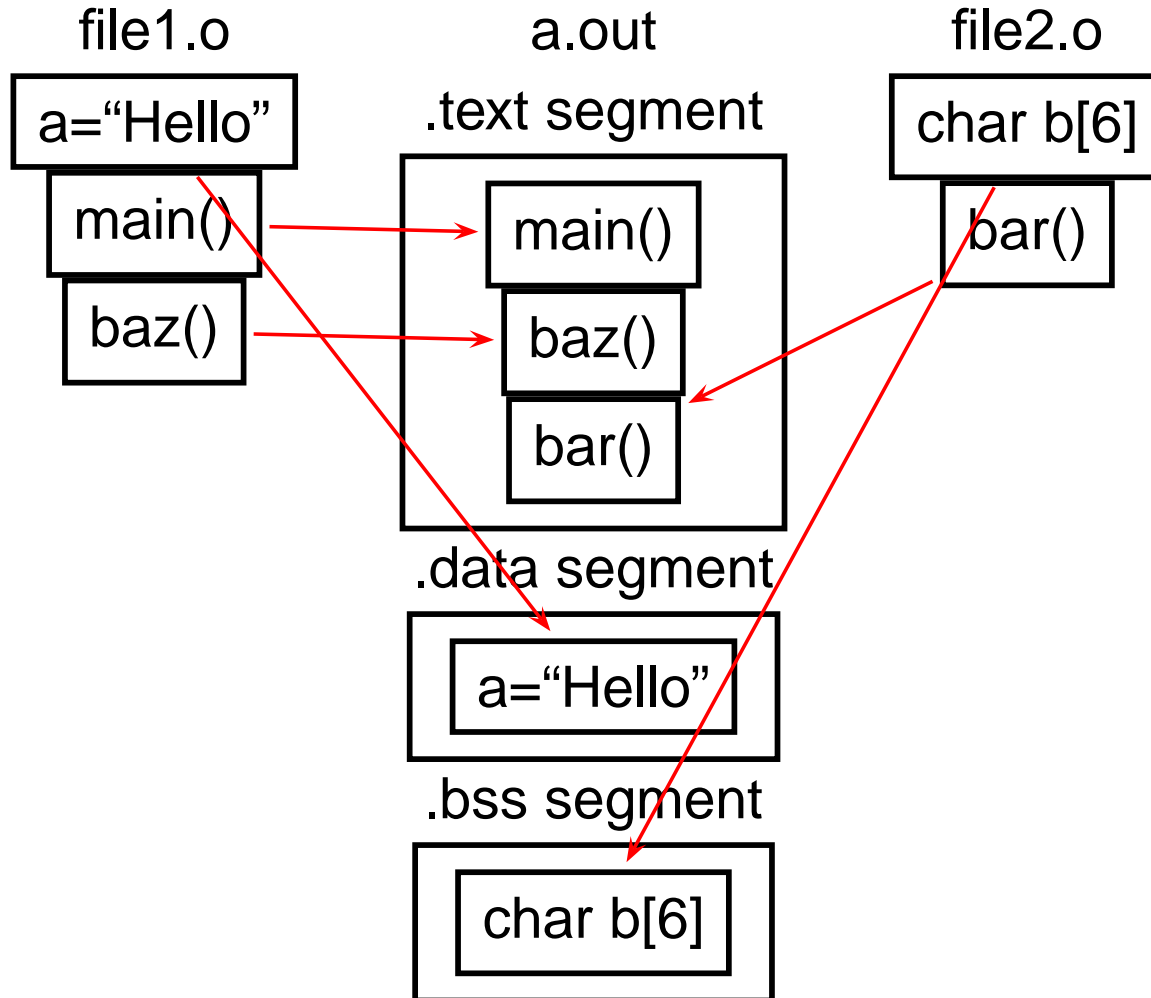 file1.o
a=“Hello”
main()
baz()
a.out
.text segment
main()
baz()
bar()
.data segment
a=“Hello”
.bss segment
char b[6]
file2.o
char b[6]
bar()